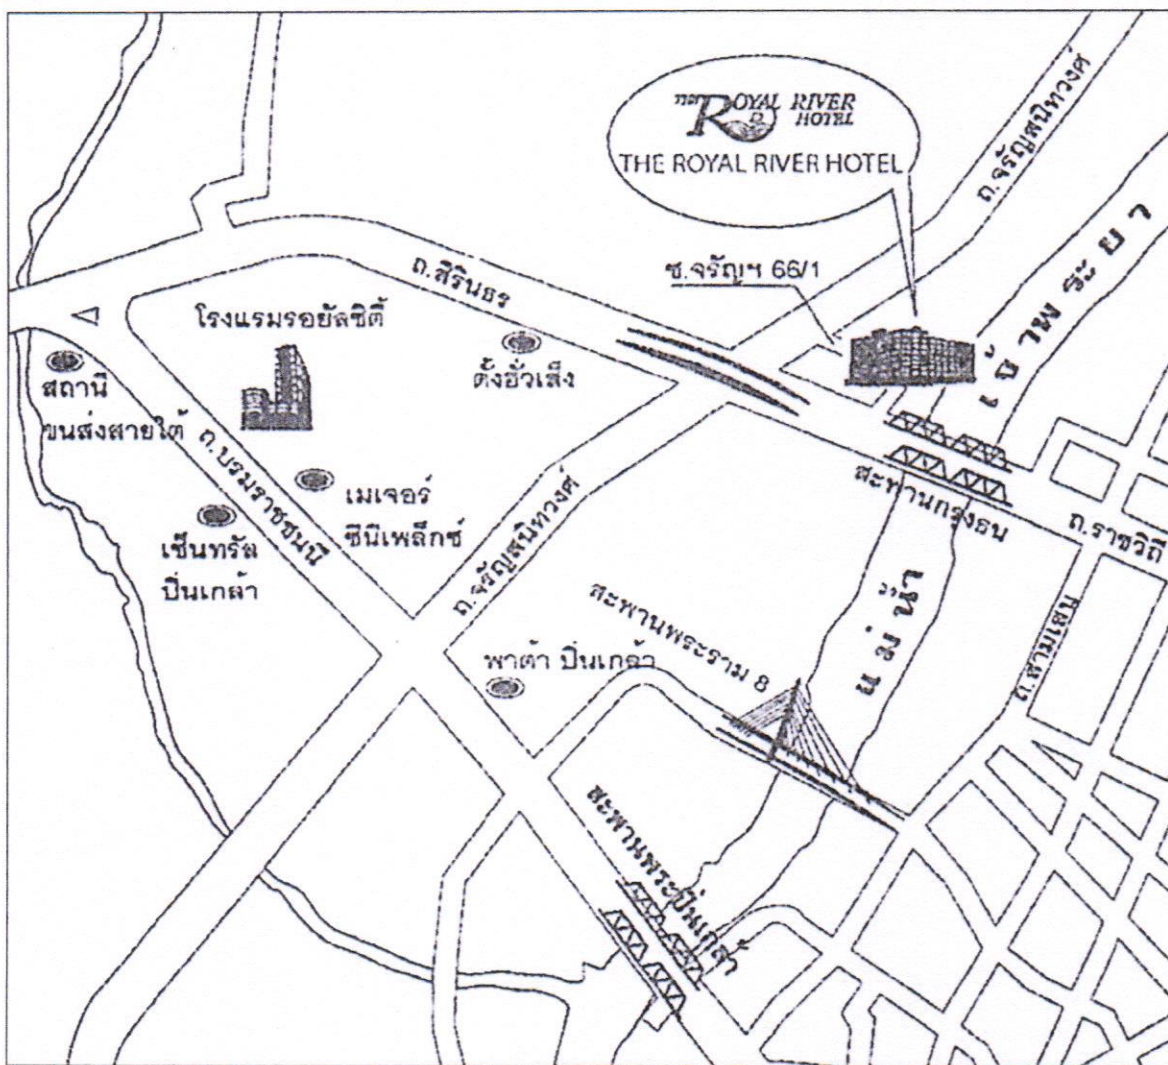 THE ROYAL RIVER
HOTEL
THE ROYAL RIVER HOTEL
ถ.จรัญสนิทวงศ์
ซ.จรัญฯ 66/1
ถ.สิรินธร
โรงแรมรอยัลซิตี้
ตั้งฮั่วเส็ง
สถานี
ขนส่งสายใต้
ถ.บรมราชชนนี
เมเจอร์
ซีนีเพล็กซ์
เซ็นทรัล
ปิ่นเกล้า
ถ.จรัญสนิทวงศ์
สะพานกรุงธน
ถ.ราชวิถี
แม่น้ำ
เจ้าพระยา
ถ.สามเสน
สะพานพระราม 8
พาต้า ปิ่นเกล้า
สะพานพระปิ่นเกล้า